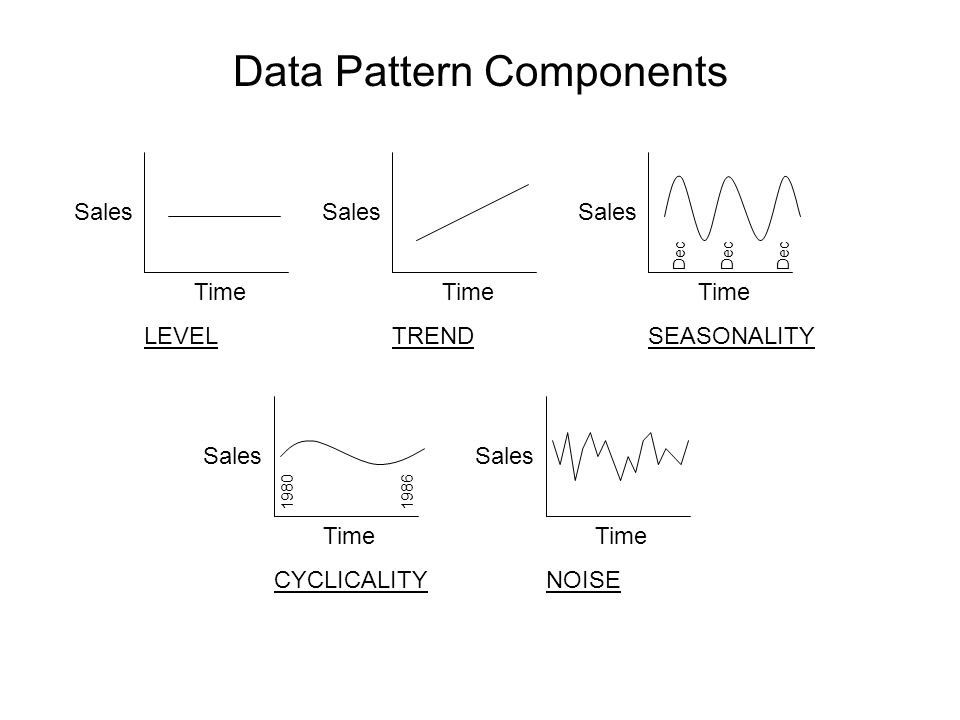 Data Pattern Components
Sales
Sales
Sales
Dec
Dec
Dec
Time
Time
Time
LEVEL
TREND
SEASONALITY
Sales
Sales
1980
1986
Time
Time
CYCLICALITY
NOISE